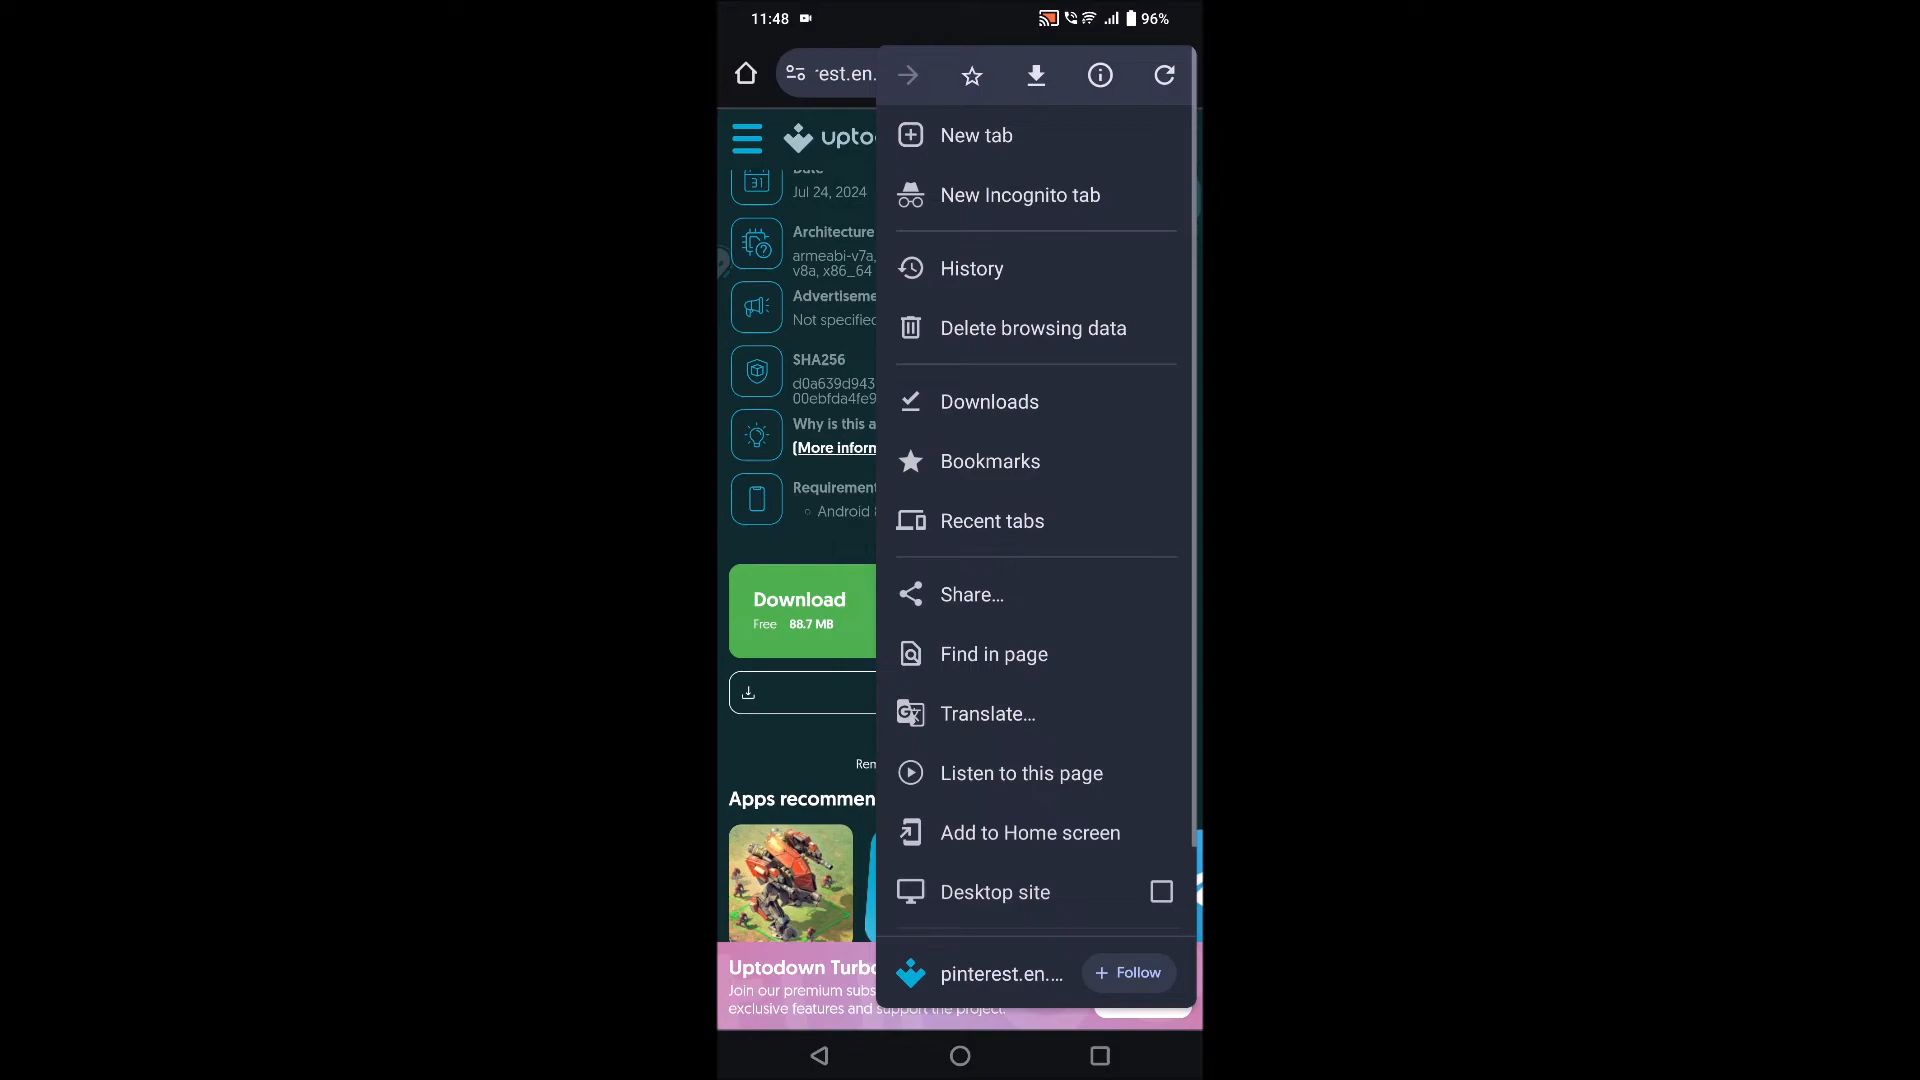 11:48
96%
rest.en.
New tab
New Incognito tab
History
Delete browsing data
Downloads
Bookmarks
Recent tabs
Share...
Find in page
Translate...
Listen to this page
Add to Home screen
Desktop site
pinterest.en....
+ Follow
upto
Date
31
Jul 24, 2024
Architecture
armeabi-v7a,
v8a, x86_64
Advertiseme
Not specified
SHA256
d0a639d943
00ebfda4fe9
Why is this a
(More inform
Requirement
Android
Download
Free 88.7 MB
Rem
Apps recommen
Uptodown Turbo
Join our premium subs
exclusive features and support the project.